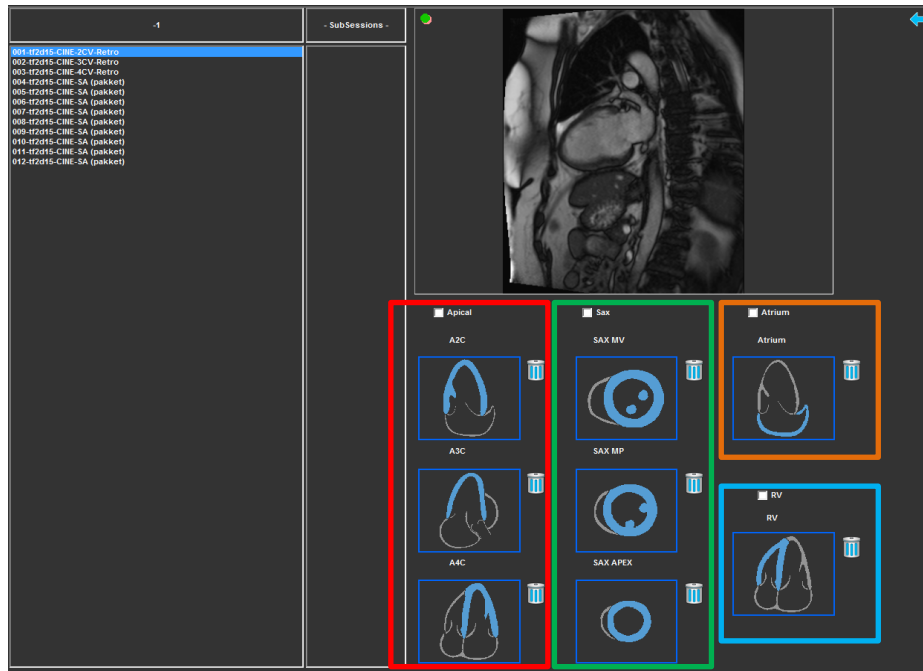 -1
- SubSessions -
001-tf2d15-CINE-2CV-Retro
002-tf2d15-CINE-3CV-Retro
003-tf2d15-CINE-4CV-Retro
004-tf2d15-CINE-SA (pakket)
005-tf2d15-CINE-SA (pakket)
006-tf2d15-CINE-SA (pakket)
007-tf2d15-CINE-SA (pakket)
008-tf2d15-CINE-SA (pakket)
009-tf2d15-CINE-SA (pakket)
010-tf2d15-CINE-SA (pakket)
011-tf2d15-CINE-SA (pakket)
012-tf2d15-CINE-SA (pakket)
Apical
A2C
A3C
A4C
Sax
SAX MV
SAX MP
SAX APEX
Atrium
Atrium
RV
RV